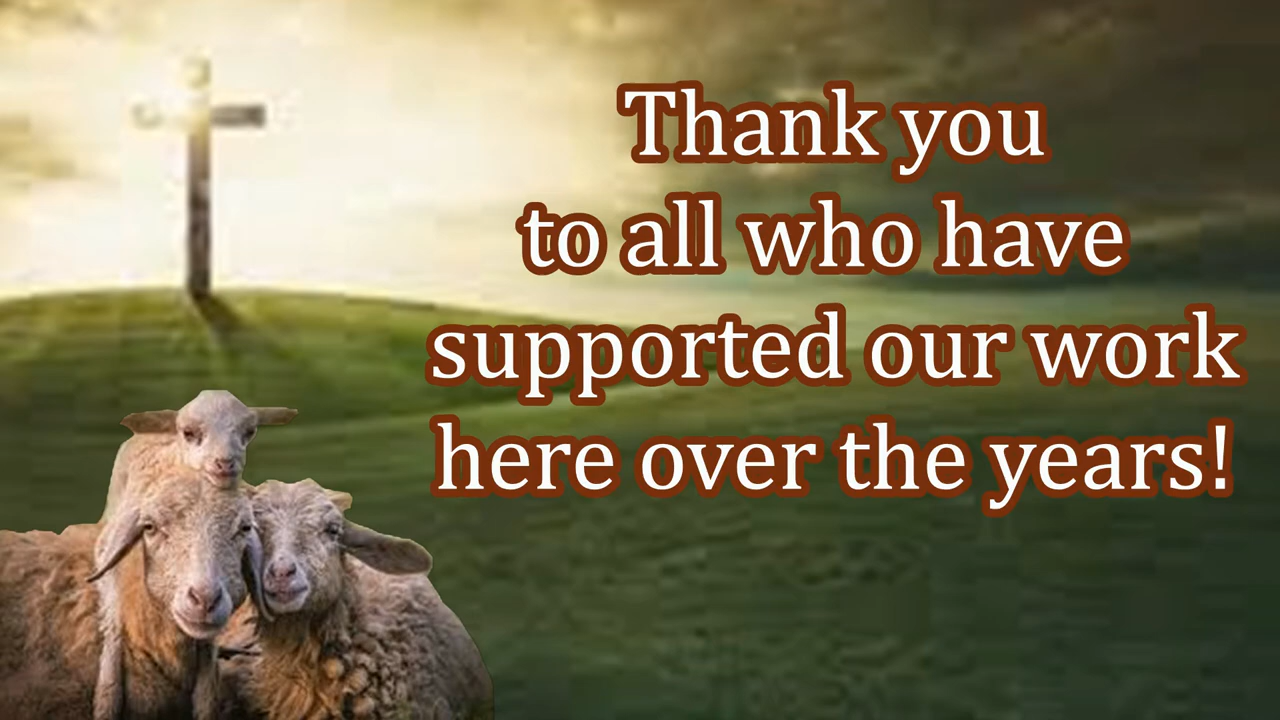 Thank you
to all who have
supported our work
here over the years!